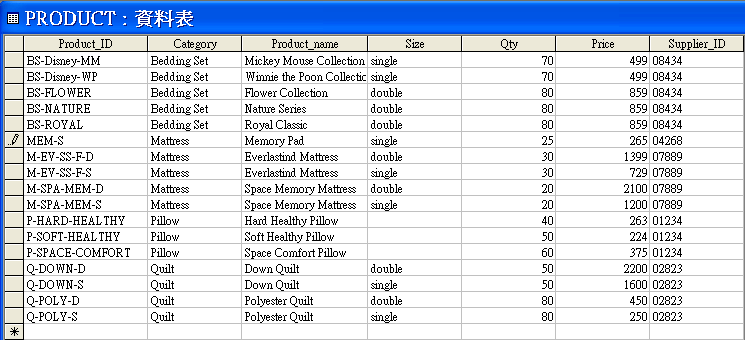 PRODUCT：資料表
Product_ID Category Product_name Size Qty Price Supplier_ID
BS-Disney-MM Bedding Set Mickey Mouse Collection single 70 499 08434
BS-Disney-WP Bedding Set Winnie the Poon Collectic single 70 499 08434
BS-FLOWER Bedding Set Flower Collection double 80 859 08434
BS-NATURE Bedding Set Nature Series double 80 859 08434
BS-ROYAL Bedding Set Royal Classic double 80 859 08434
MEM-S Mattress Memory Pad single 25 265 04268
M-EV-SS-F-D Mattress Everlastind Mattress double 30 1399 07889
M-EV-SS-F-S Mattress Everlastind Mattress single 30 729 07889
M-SPA-MEM-D Mattress Space Memory Mattress double 20 2100 07889
M-SPA-MEM-S Mattress Space Memory Mattress single 20 1200 07889
P-HARD-HEALTHY Pillow Hard Healthy Pillow 40 263 01234
P-SOFT-HEALTHY Pillow Soft Healthy Pillow 50 224 01234
P-SPACE-COMFORT Pillow Space Comfort Pillow 60 375 01234
Q-DOWN-D Quilt Down Quilt double 50 2200 02823
Q-DOWN-S Quilt Down Quilt single 50 1600 02823
Q-POLY-D Quilt Polyester Quilt double 80 450 02823
Q-POLY-S Quilt Polyester Quilt single 80 250 02823